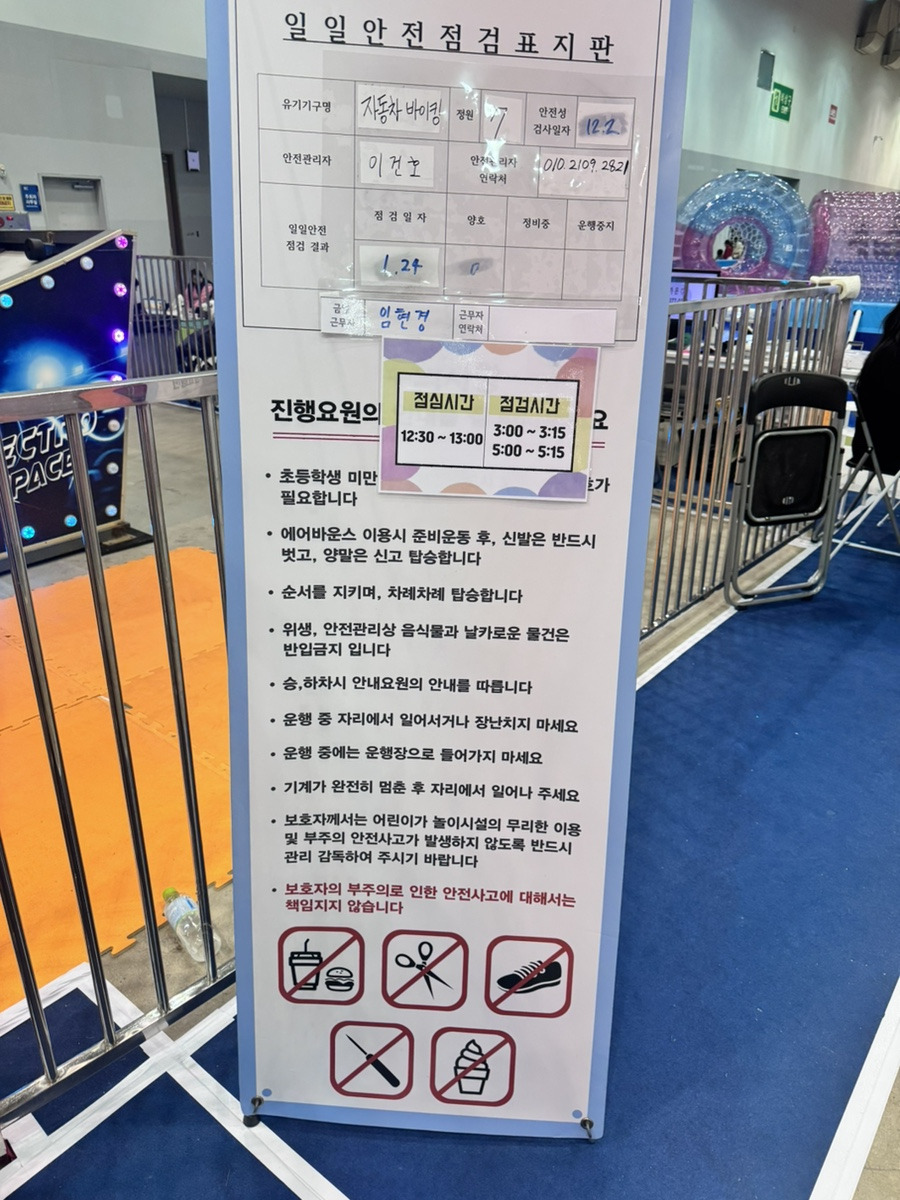 일일안전점검표지판
유기기구명 자동차 바이킹 정원 7 안전성 검사일자 12.2
안전관리자 이건호 안전관리자 연락처 010.2109.2821
일일안전 점검 결과 점검일자 양호 정비중 운행중지
1.24 0
금일 근무자 임현경 근무자 연락처
점심시간 점검시간
12:30 ~ 13:00 3:00 ~ 3:15
5:00 ~ 5:15
진행요원의 요
• 초등학생 미만
필요합니다
• 에어바운스 이용시 준비운동 후, 신발은 반드시
벗고, 양말은 신고 탑승합니다
• 순서를 지키며, 차례차례 탑승합니다
• 위생, 안전관리상 음식물과 날카로운 물건은
반입금지 입니다
• 승,하차시 안내요원의 안내를 따릅니다
• 운행 중 자리에서 일어서거나 장난치지 마세요
• 운행 중에는 운행장으로 들어가지 마세요
• 기계가 완전히 멈춘 후 자리에서 일어나 주세요
• 보호자께서는 어린이가 놀이시설의 무리한 이용
및 부주의 안전사고가 발생하지 않도록 반드시
관리 감독하여 주시기 바랍니다
• 보호자의 부주의로 인한 안전사고에 대해서는
책임지지 않습니다
ECTRO
SPACE
비상구